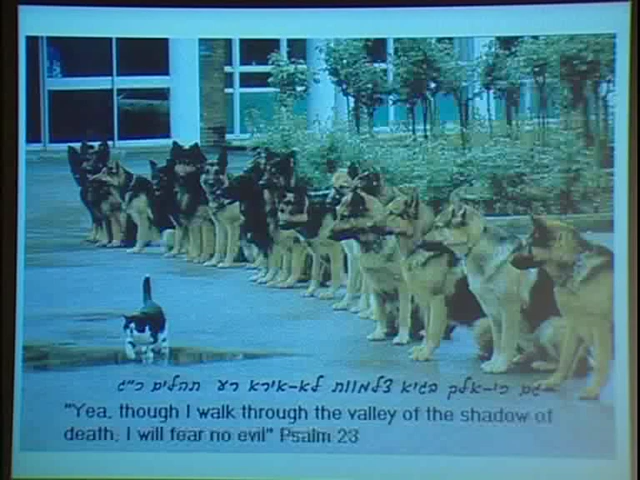 גם כי-אלך בגיא צלמוות לא-אירא רע תהלים כ"ג
"Yea, though I walk through the valley of the shadow of
death, I will fear no evil" Psalm 23